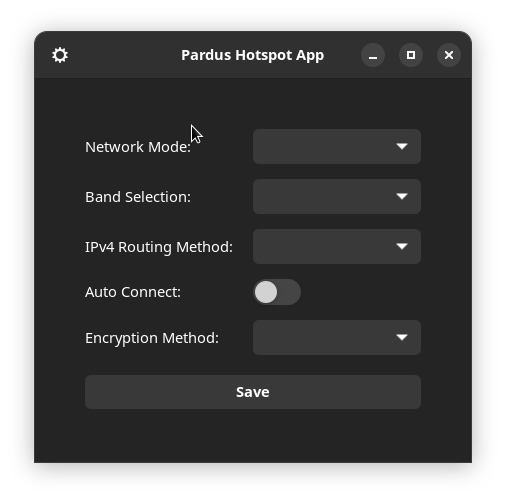 Pardus Hotspot App
Network Mode:
Band Selection:
IPv4 Routing Method:
Auto Connect:
Encryption Method:
Save